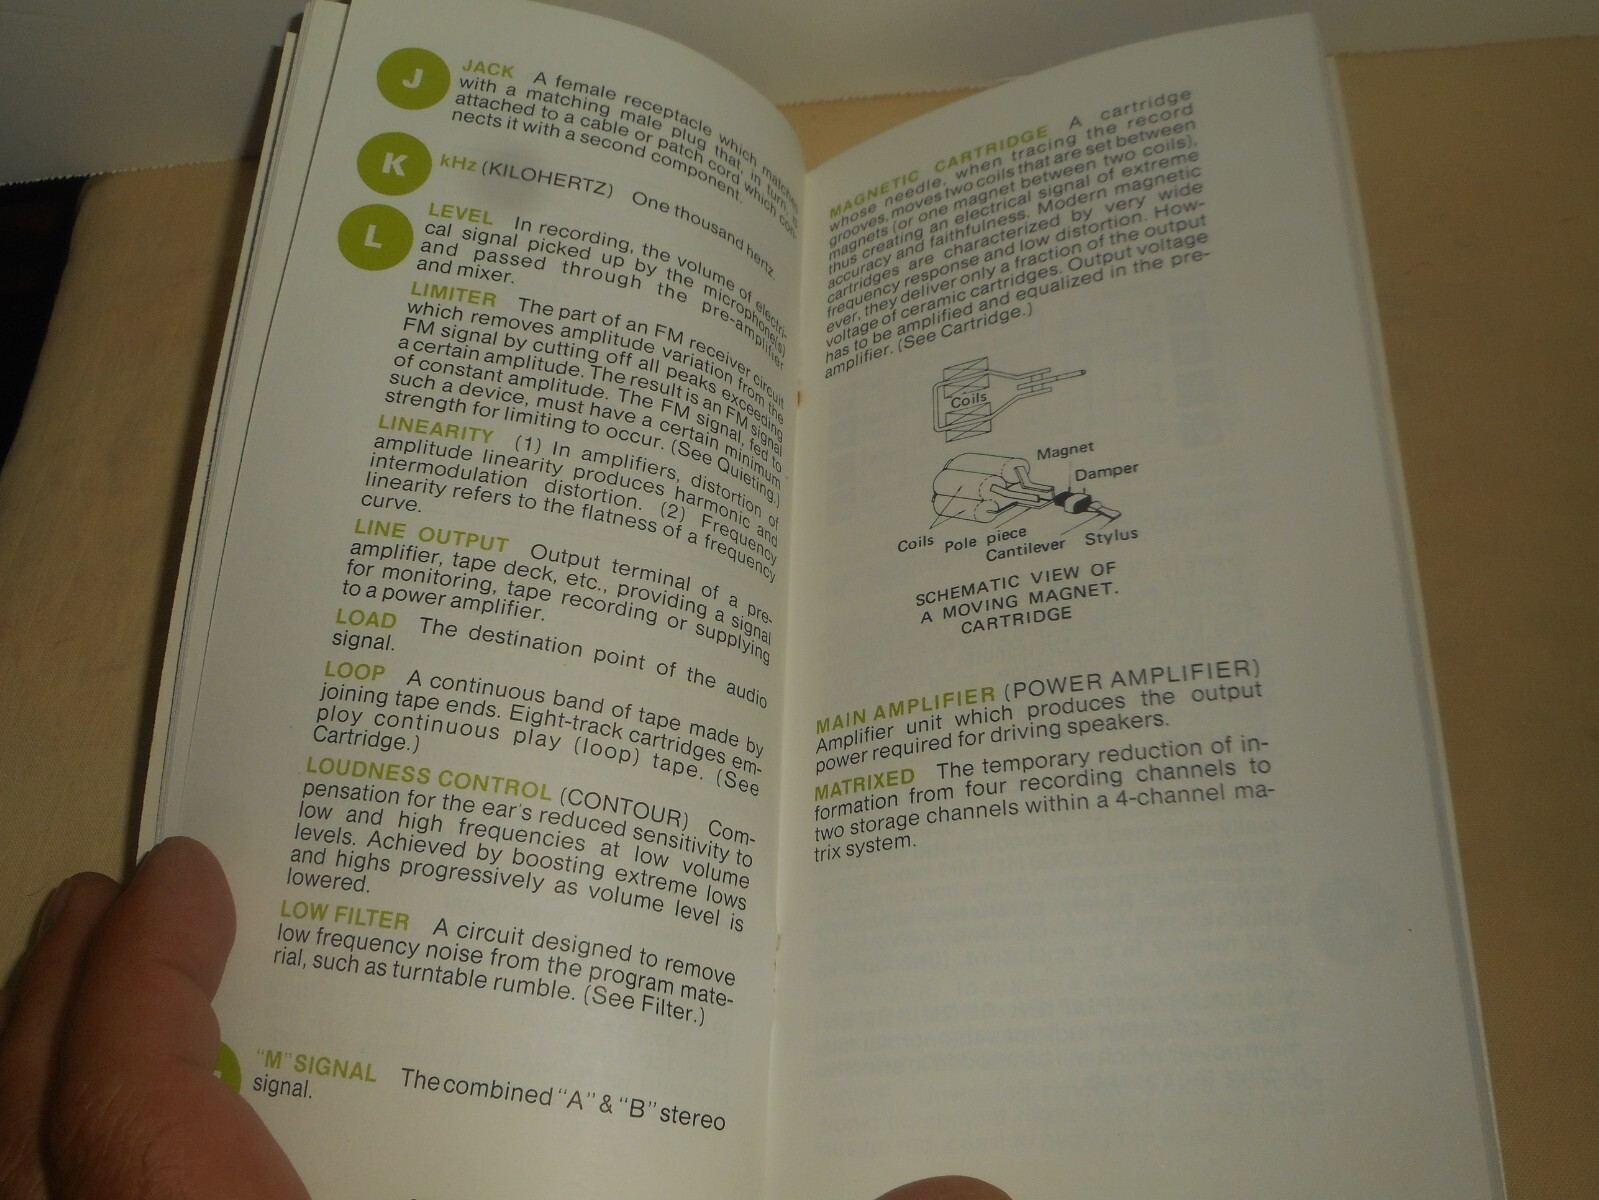 J
JACK A female receptacle which matches
with a matching male plug that, in turn, is
attached to a cable or patch cord, which con-
nects it with a second component.
K
kHz (KILOHERTZ) One thousand hertz.
L
LEVEL In recording, the volume of electri-
cal signal picked up by the microphone(s)
and passed through the pre-amplifier
and mixer.
LIMITER The part of an FM receiver circuit
which removes amplitude variation from the
FM signal by cutting off all peaks exceeding
a certain amplitude. The result is an FM signal
of constant amplitude. The FM signal, fed to
such a device, must have a certain minimum
strength for limiting to occur. (See Quieting.)
LINEARITY (1) In amplifiers, distortion of
amplitude linearity produces harmonic and
intermodulation distortion. (2) Frequency
linearity refers to the flatness of a frequency
curve.
LINE OUTPUT Output terminal of a pre-
amplifier, tape deck, etc., providing a signal
for monitoring, tape recording or supplying
to a power amplifier.
LOAD The destination point of the audio
signal.
LOOP A continuous band of tape made by
joining tape ends. Eight-track cartridges em-
ploy continuous play (loop) tape. (See
Cartridge.)
LOUDNESS CONTROL (CONTOUR) Com-
pensation for the ear's reduced sensitivity to
low and high frequencies at low volume
levels. Achieved by boosting extreme lows
and highs progressively as volume level is
lowered.
LOW FILTER A circuit designed to remove
low frequency noise from the program mate-
rial, such as turntable rumble. (See Filter.)
"M" SIGNAL The combined "A" & "B" stereo
signal.
MAGNETIC CARTRIDGE A cartridge
whose needle, when tracing the record
grooves, moves two coils that are set between
magnets (or one magnet between two coils),
thus creating an electrical signal of extreme
accuracy and faithfulness. Modern magnetic
cartridges are characterized by very wide
frequency response and low distortion. How-
ever, they deliver only a fraction of the output
voltage of ceramic cartridges. Output voltage
has to be amplified and equalized in the pre-
amplifier. (See Cartridge.)
Coils
Magnet
Damper
Coils Pole piece
Cantilever Stylus
SCHEMATIC VIEW OF
A MOVING MAGNET.
CARTRIDGE
MAIN AMPLIFIER (POWER AMPLIFIER)
Amplifier unit which produces the output
power required for driving speakers.
MATRIXED The temporary reduction of in-
formation from four recording channels to
two storage channels within a 4-channel ma-
trix system.